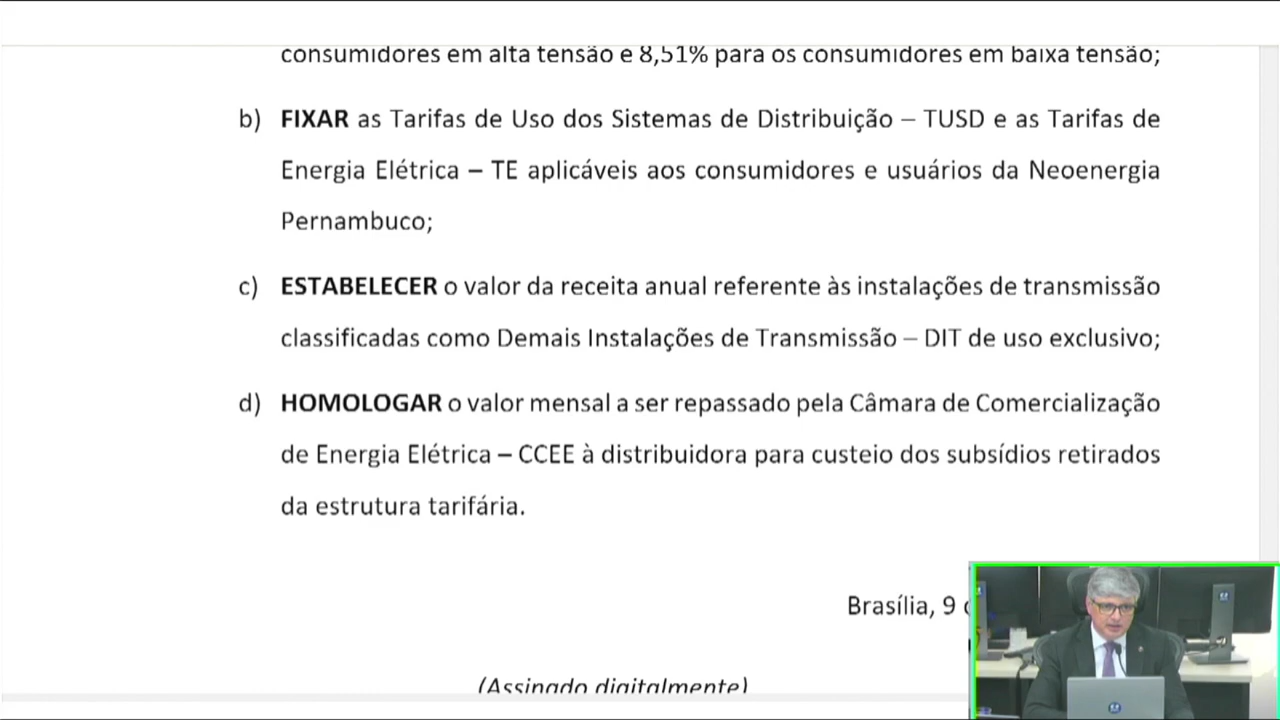 consumidores em alta tensão e 8,51% para os consumidores em baixa tensão;
b) FIXAR as Tarifas de Uso dos Sistemas de Distribuição – TUSD e as Tarifas de
Energia Elétrica – TE aplicáveis aos consumidores e usuários da Neoenergia
Pernambuco;
c) ESTABELECER o valor da receita anual referente às instalações de transmissão
classificadas como Demais Instalações de Transmissão – DIT de uso exclusivo;
d) HOMOLOGAR o valor mensal a ser repassado pela Câmara de Comercialização
de Energia Elétrica – CCEE à distribuidora para custeio dos subsídios retirados
da estrutura tarifária.
Brasília, 9
(Assinado digitalmente)